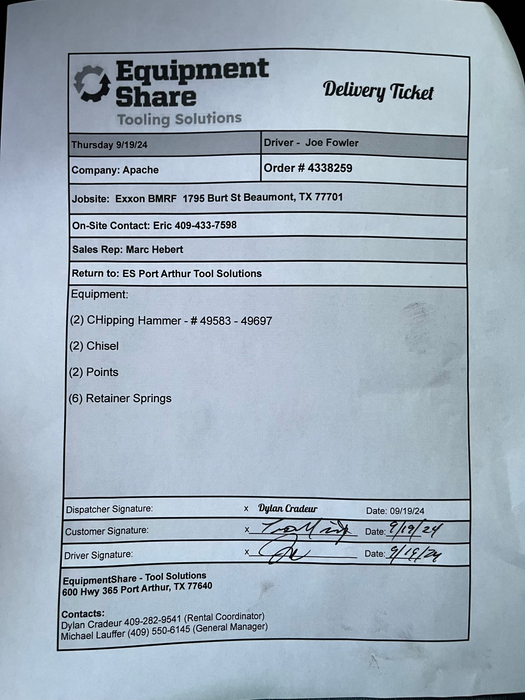 Equipment
Share
Tooling Solutions
Delivery Ticket
Thursday 9/19/24 Driver - Joe Fowler
Company: Apache Order # 4338259
Jobsite: Exxon BMRF 1795 Burt St Beaumont, TX 77701
On-Site Contact: Eric 409-433-7598
Sales Rep: Marc Hebert
Return to: ES Port Arthur Tool Solutions
Equipment:
(2) CHipping Hammer - # 49583 - 49697
(2) Chisel
(2) Points
(6) Retainer Springs
Dispatcher Signature: x Dylan Cradeur Date: 09/19/24
Customer Signature: x Date: 9/19/24
Driver Signature: x Date: 9/19/24
EquipmentShare - Tool Solutions
600 Hwy 365 Port Arthur, TX 77640
Contacts:
Dylan Cradeur 409-282-9541 (Rental Coordinator)
Michael Lauffer (409) 550-6145 (General Manager)